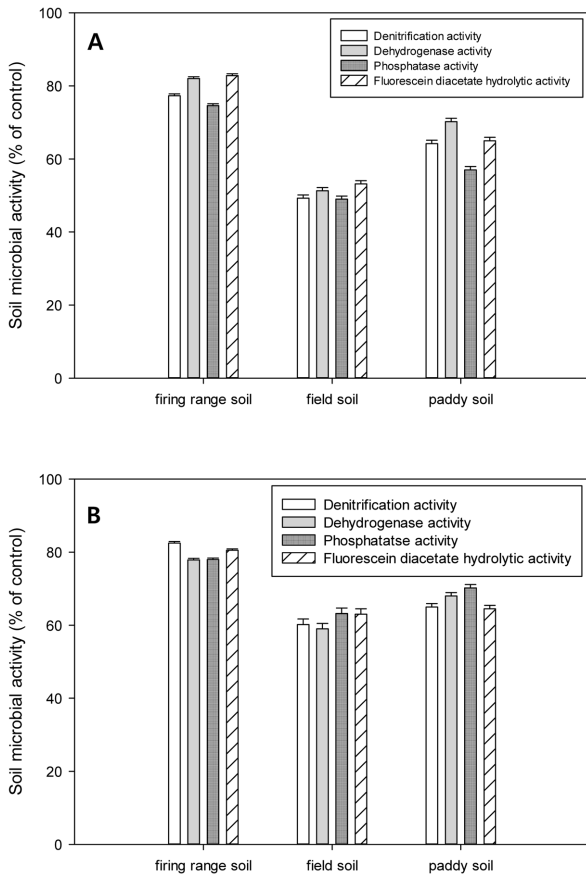 100
A
Denitrification activity
Dehydrogenase activity
Phosphatase activity
Fluorescein diacetate hydrolytic activity
80
60
40
20
0
Soil microbial activity (% of control)
firing range soil field soil paddy soil
100
B
Denitrification activity
Dehydrogenase activity
Phosphatatse activity
Fluorescein diacetate hydrolytic activity
80
60
40
20
0
Soil microbial activity (% of control)
firing range soil field soil paddy soil